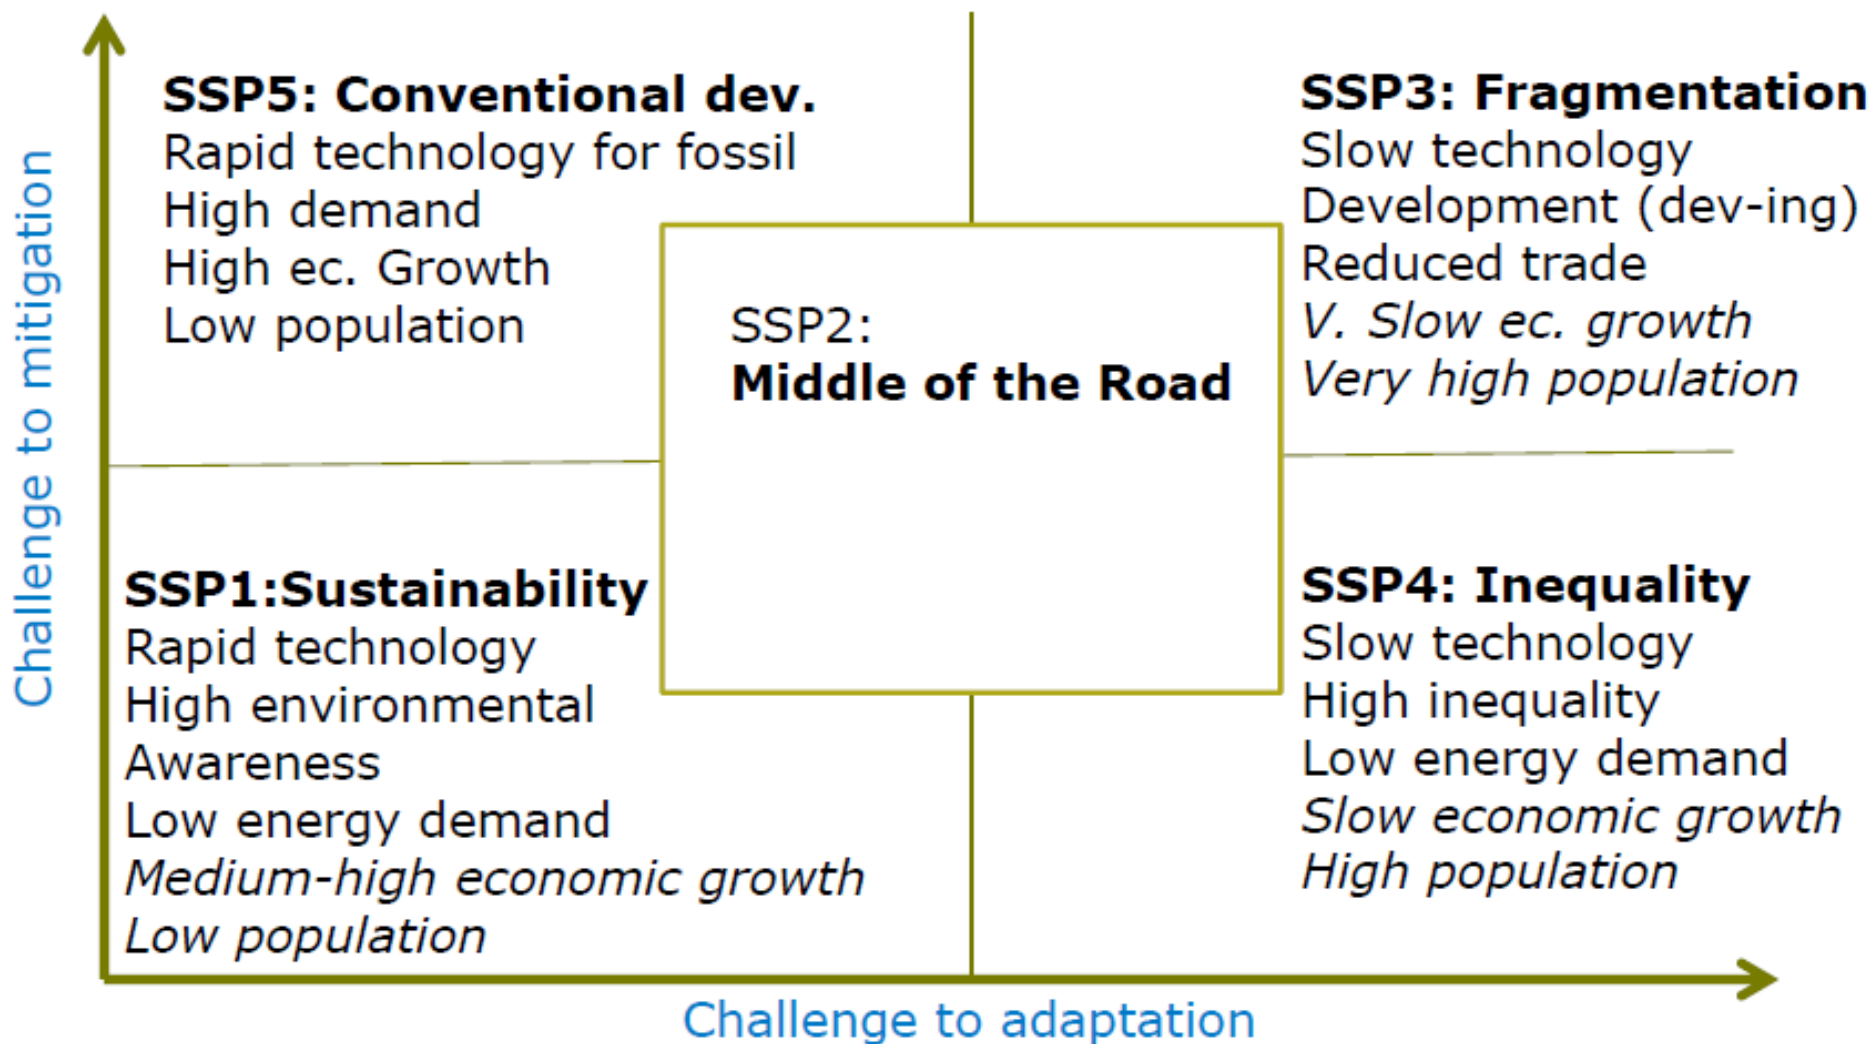 Challenge to mitigation
SSP5: Conventional dev.
Rapid technology for fossil
High demand
High ec. Growth
Low population
SSP3: Fragmentation
Slow technology
Development (dev-ing)
Reduced trade
V. Slow ec. growth
Very high population
SSP2:
Middle of the Road
SSP1:Sustainability
Rapid technology
High environmental
Awareness
Low energy demand
Medium-high economic growth
Low population
SSP4: Inequality
Slow technology
High inequality
Low energy demand
Slow economic growth
High population
Challenge to adaptation